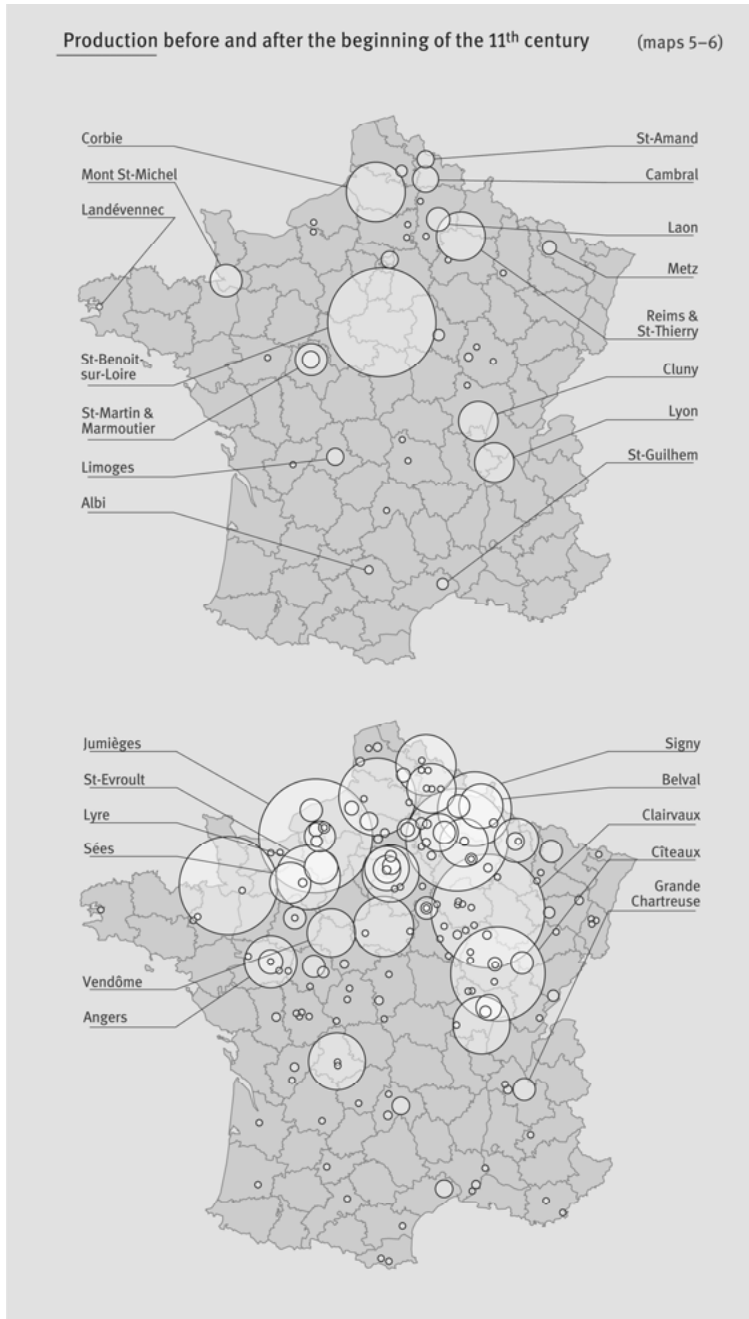 Production before and after the beginning of the 11th century (maps 5–6)
Corbie
Mont St-Michel
Landévennec
St-Benoit-
sur-Loire
St-Martin &
Marmoutier
Limoges
Albi
St-Amand
Cambral
Laon
Metz
Reims &
St-Thierry
Cluny
Lyon
St-Guilhem
Jumièges
St-Evroult
Lyre
Sées
Vendôme
Angers
Signy
Belval
Clairvaux
Cîteaux
Grande
Chartreuse